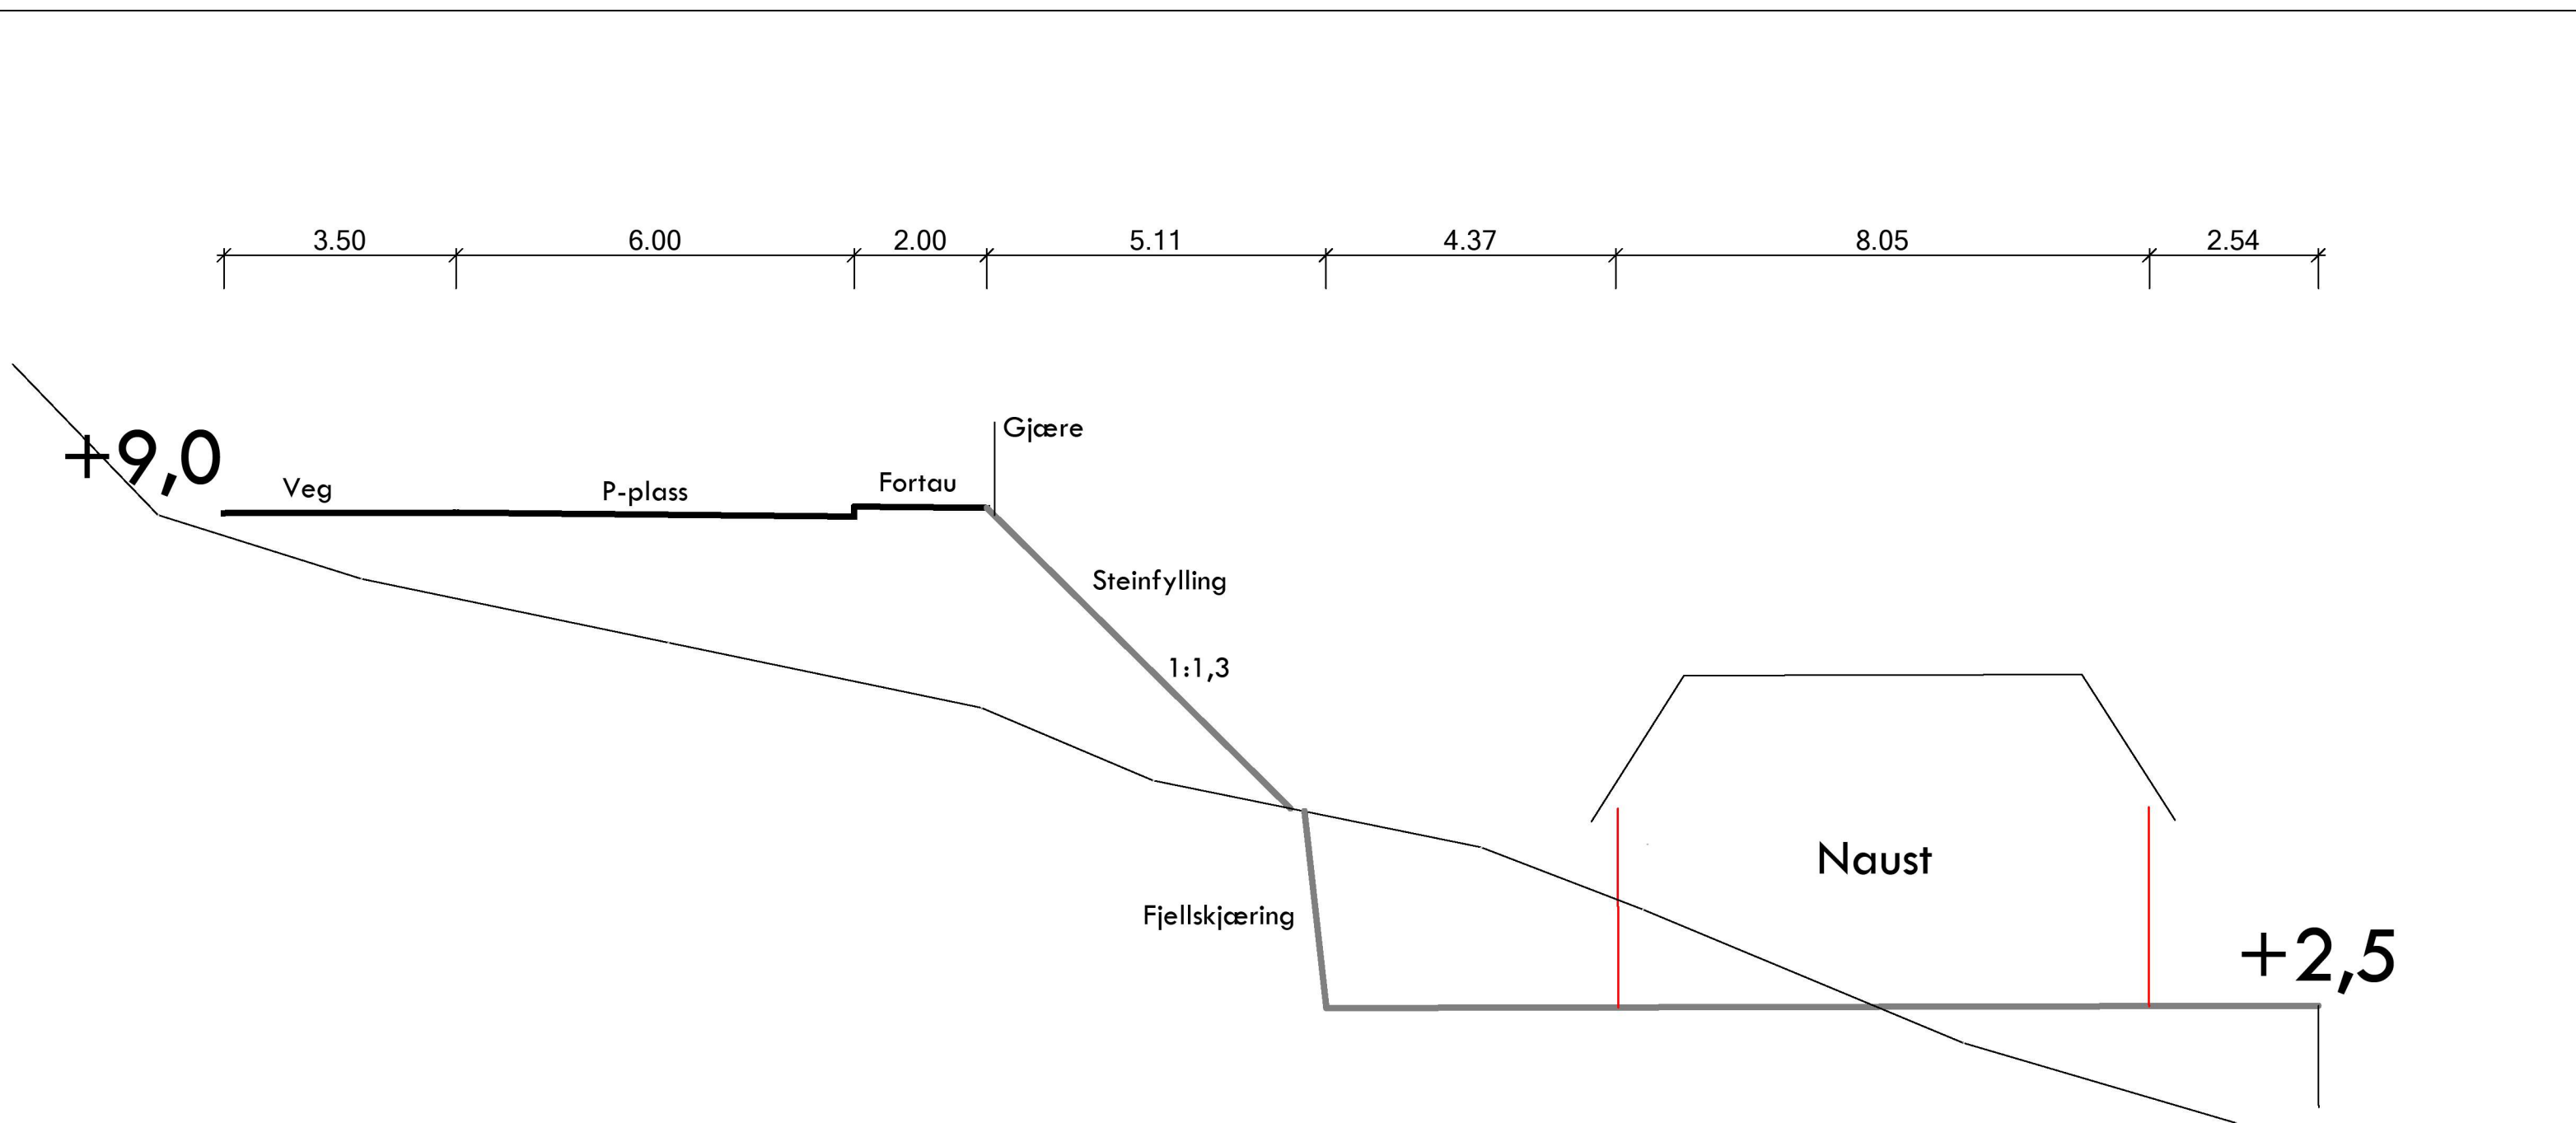 3.50 6.00 2.00 5.11 4.37 8.05 2.54
Gjære
+9,0
Veg
P-plass
Fortau
Steinfylling
1:1,3
Naust
Fjellskjæring
+2,5